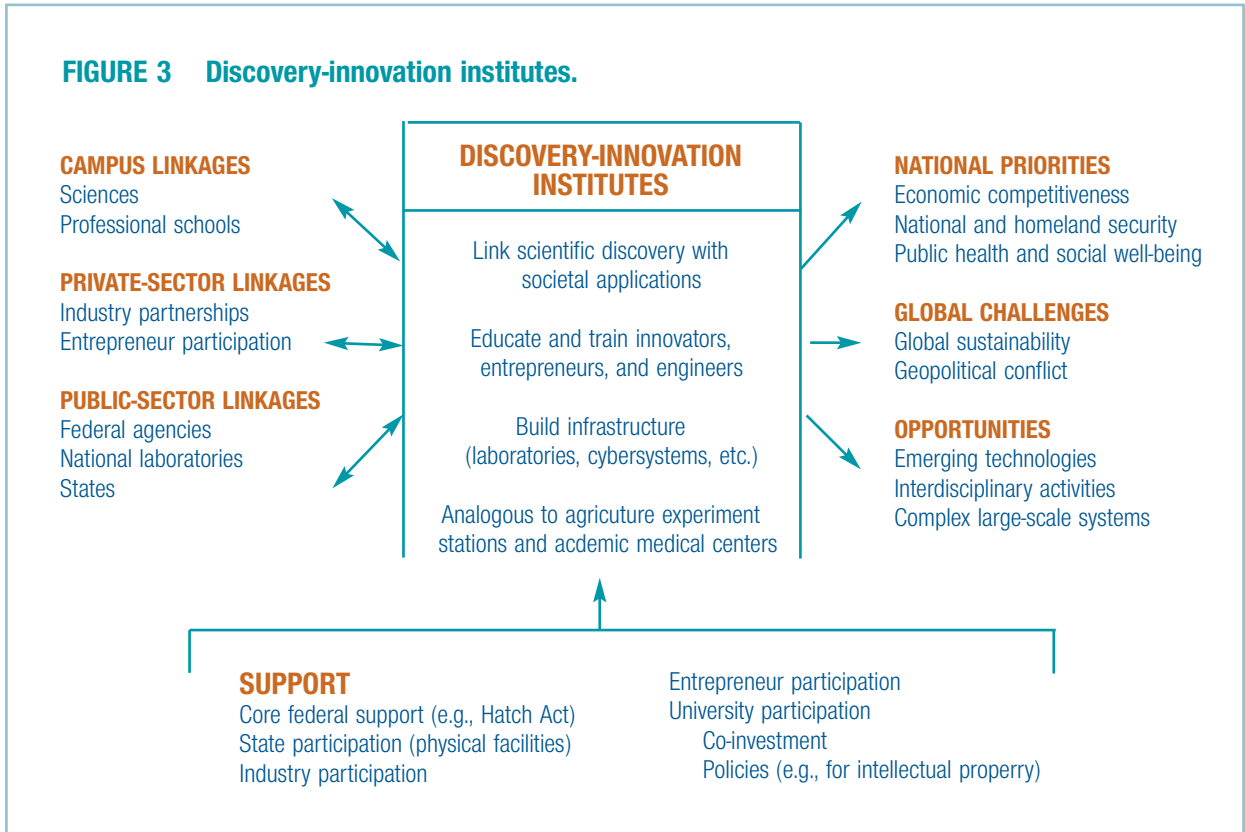 FIGURE 3 Discovery-innovation institutes.
CAMPUS LINKAGES
Sciences
Professional schools
PRIVATE-SECTOR LINKAGES
Industry partnerships
Entrepreneur participation
PUBLIC-SECTOR LINKAGES
Federal agencies
National laboratories
States
DISCOVERY-INNOVATION
INSTITUTES
Link scientific discovery with
societal applications
Educate and train innovators,
entrepreneurs, and engineers
Build infrastructure
(laboratories, cybersystems, etc.)
Analogous to agricuture experiment
stations and acdemic medical centers
NATIONAL PRIORITIES
Economic competitiveness
National and homeland security
Public health and social well-being
GLOBAL CHALLENGES
Global sustainability
Geopolitical conflict
OPPORTUNITIES
Emerging technologies
Interdisciplinary activities
Complex large-scale systems
SUPPORT
Core federal support (e.g., Hatch Act)
State participation (physical facilities)
Industry participation
Entrepreneur participation
University participation
Co-investment
Policies (e.g., for intellectual properry)